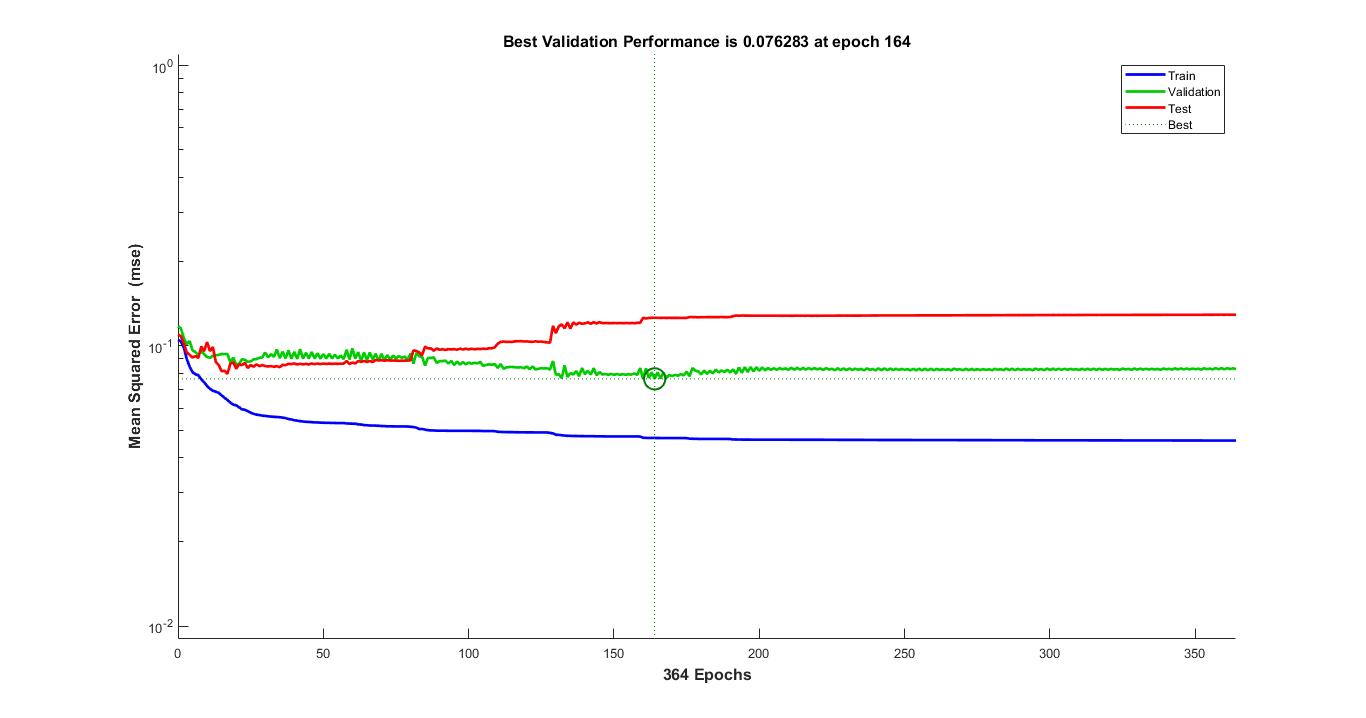 Best Validation Performance is 0.076283 at epoch 164
10^0
10^-1
10^-2
Mean Squared Error (mse)
Train
Validation
Test
Best
0 50 100 150 200 250 300 350
364 Epochs